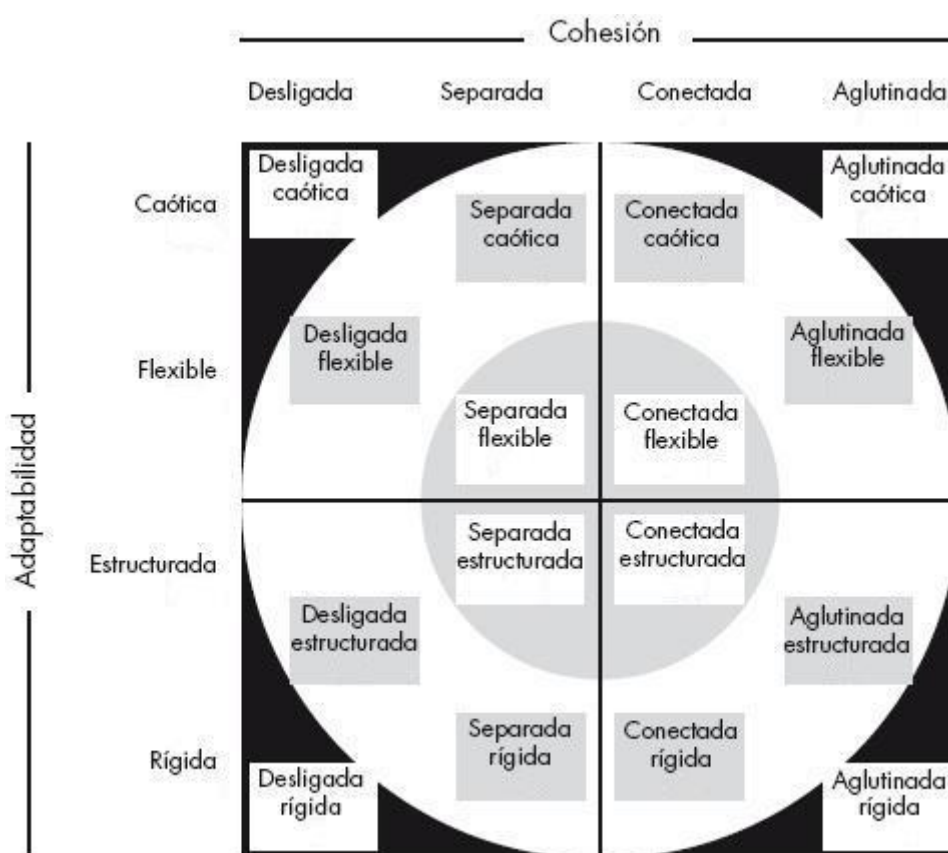 Cohesión
Desligada Separada Conectada Aglutinada
Adaptabilidad
Caótica
Desligada
caótica
Separada
caótica
Conectada
caótica
Aglutinada
caótica
Flexible
Desligada
flexible
Separada
flexible
Conectada
flexible
Aglutinada
flexible
Estructurada
Separada
estructurada
Conectada
estructurada
Desligada
estructurada
Aglutinada
estructurada
Rígida
Separada
rígida
Conectada
rígida
Desligada
rígida
Aglutinada
rígida